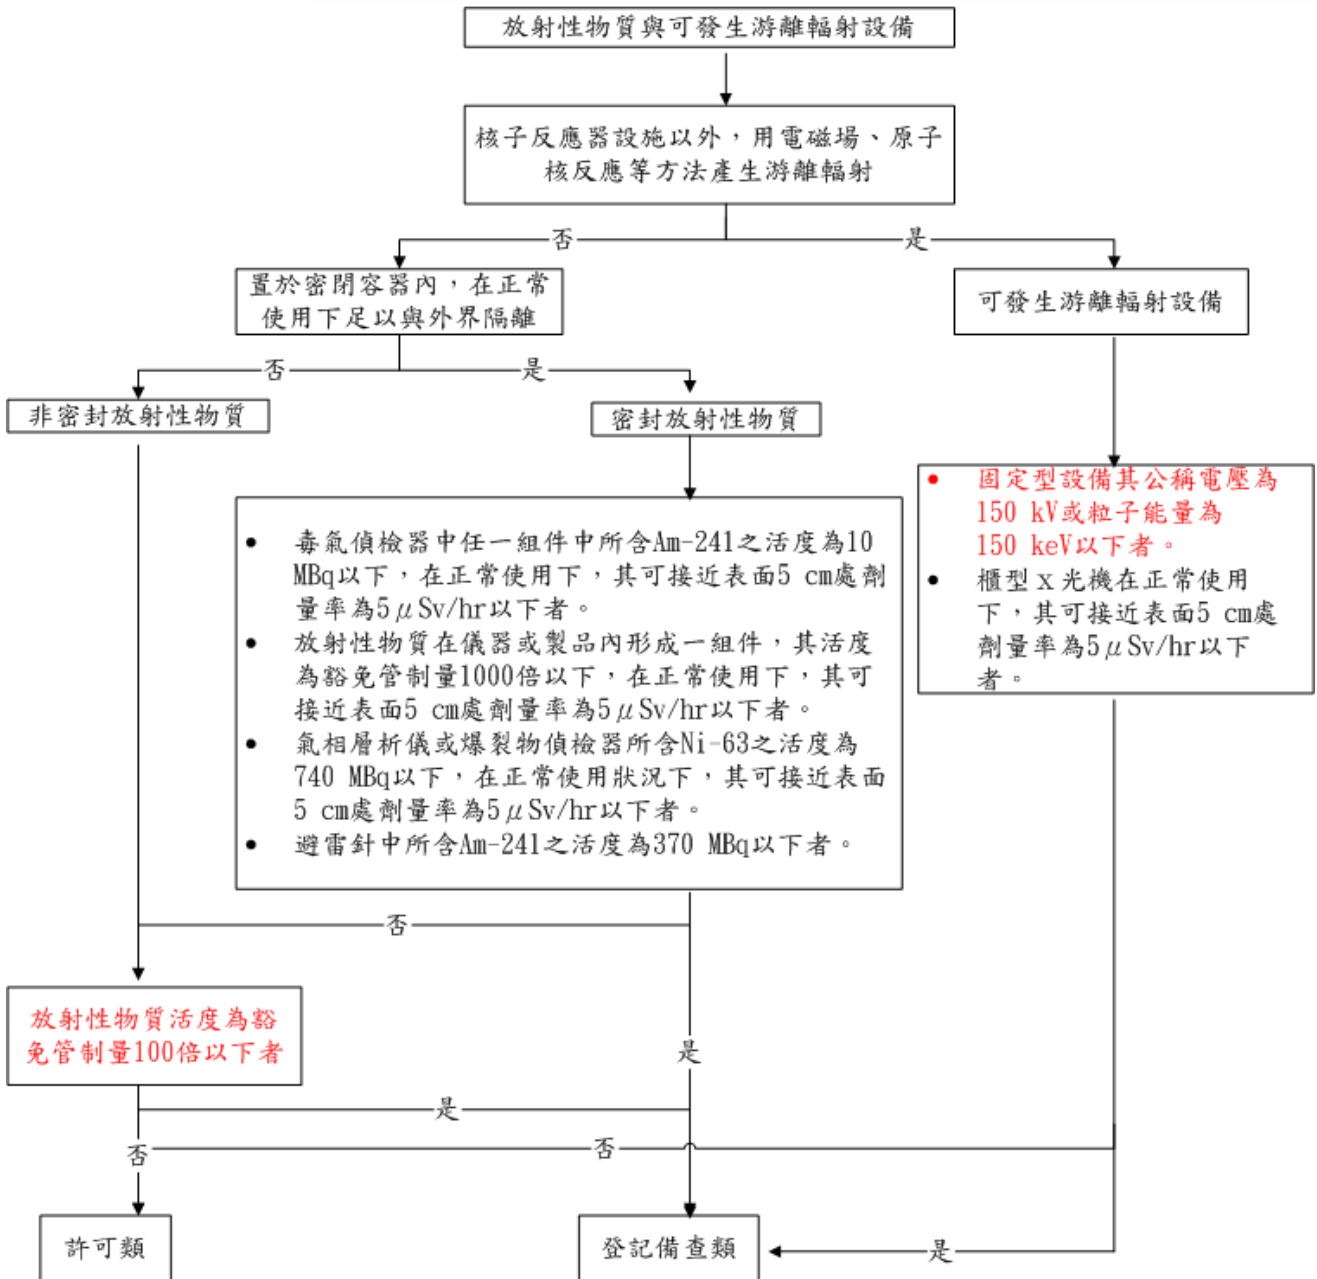 放射性物質與可發生游離輻射設備
核子反應器設施以外，用電磁場、原子
核反應等方法產生游離輻射
否
是
置於密閉容器內，在正常
使用下足以與外界隔離
可發生游離輻射設備
否
是
非密封放射性物質
密封放射性物質
• 固定型設備其公稱電壓為
150 kV或粒子能量為
150 keV以下者。
• 櫃型x光機在正常使用
下，其可接近表面5 cm處
劑量率為5μSv/hr以下
者。
• 毒氣偵檢器中任一組件中所含Am-241之活度為10
MBq以下，在正常使用下，其可接近表面5 cm處劑
量率為5μSv/hr以下者。
• 放射性物質在儀器或製品內形成一組件，其活度
為豁免管制量1000倍以下，在正常使用下，其可
接近表面5 cm處劑量率為5μSv/hr以下者。
• 氣相層析儀或爆裂物偵檢器所含Ni-63之活度為
740 MBq以下，在正常使用狀況下，其可接近表面
5 cm處劑量率為5μSv/hr以下者。
• 避雷針中所含Am-241之活度為370 MBq以下者。
否
放射性物質活度為豁
免管制量100倍以下者
是
是
否
否
許可類
登記備查類
是